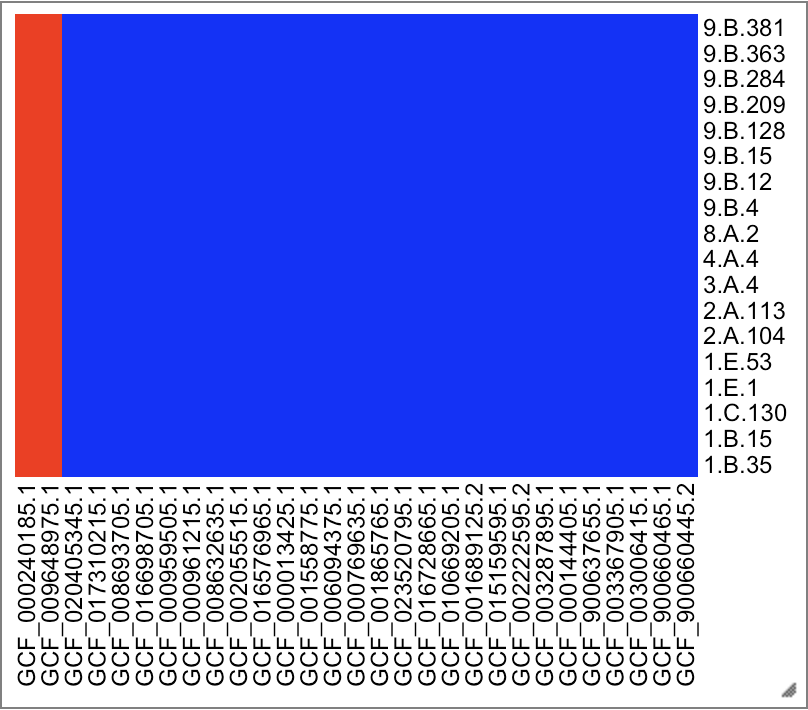 9.B.381
9.B.363
9.B.284
9.B.209
9.B.128
9.B.15
9.B.12
9.B.4
8.A.2
4.A.4
3.A.4
2.A.113
2.A.104
1.E.53
1.E.1
1.C.130
1.B.15
1.B.35
GCF_000240185.1
GCF_009648975.1
GCF_020405345.1
GCF_017310215.1
GCF_008693705.1
GCF_016698705.1
GCF_000959505.1
GCF_000961215.1
GCF_008632635.1
GCF_002055515.1
GCF_016576965.1
GCF_000013425.1
GCF_001558775.1
GCF_006094375.1
GCF_000769635.1
GCF_001865765.1
GCF_023520795.1
GCF_016728665.1
GCF_010669205.1
GCF_001689125.2
GCF_015159595.1
GCF_002222595.2
GCF_003287895.1
GCF_000144405.1
GCF_900637655.1
GCF_003367905.1
GCF_003006415.1
GCF_900660465.1
GCF_900660445.2